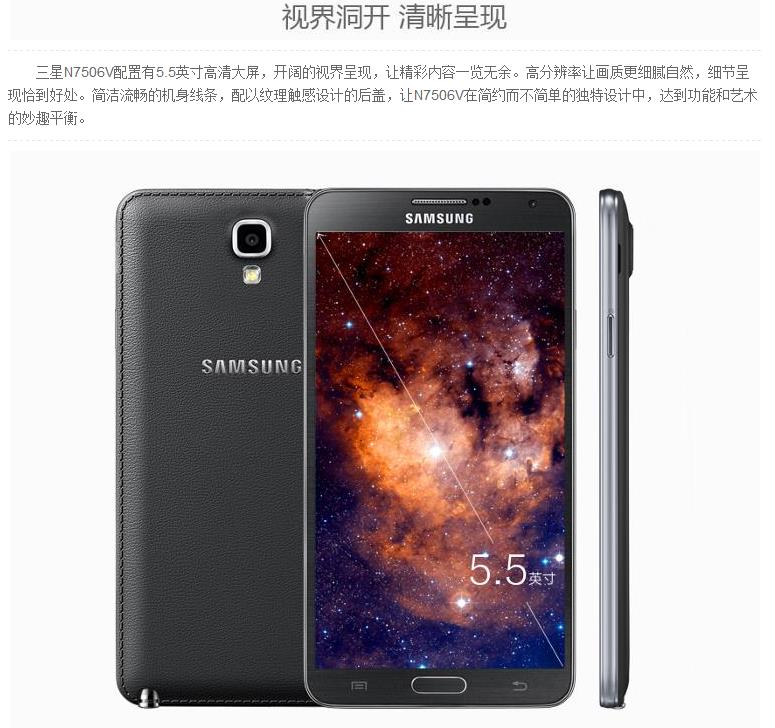 视界洞开 清晰呈现
三星N7506V配置有5.5英寸高清大屏，开阔的视界呈现，让精彩内容一览无余。高分辨率让画质更细腻自然，细节呈
现恰到好处。简洁流畅的机身线条，配以纹理触感设计的后盖，让N7506V在简约而不简单的独特设计中，达到功能和艺术
的妙趣平衡。
SAMSUNG
SAMSUNG
5.5英寸